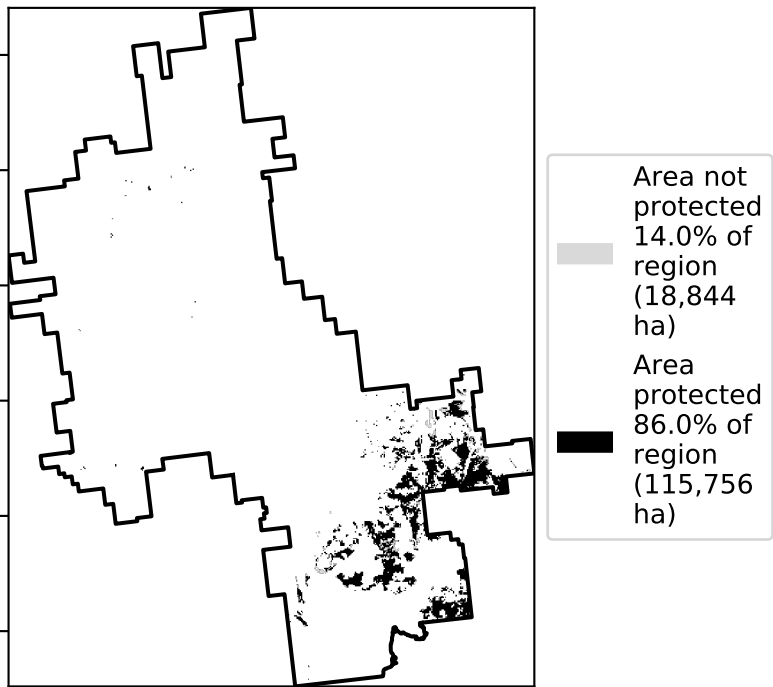 Area not
protected
14.0% of
region
(18,844
ha)
Area
protected
86.0% of
region
(115,756
ha)